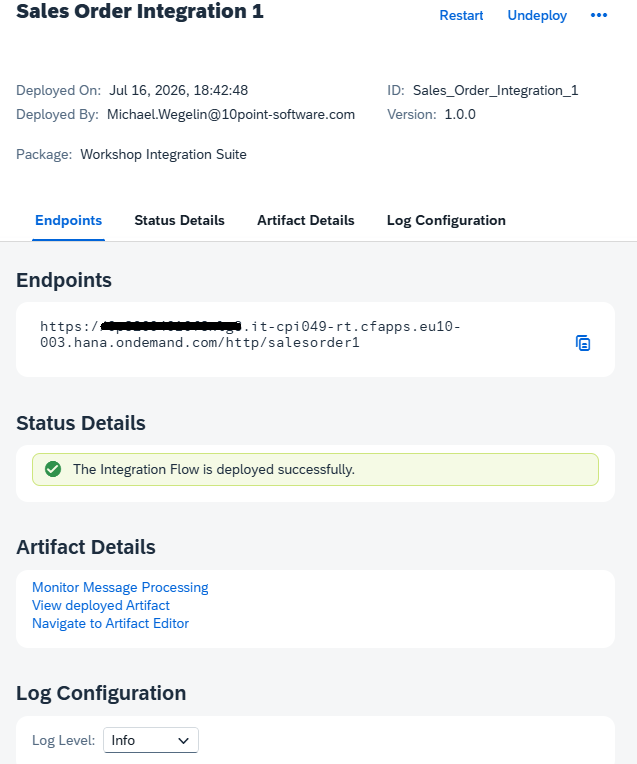 Sales Order Integration 1
Restart Undeploy •••
Deployed On: Jul 16, 2026, 18:42:48
ID: Sales_Order_Integration_1
Deployed By: Michael.Wegelin@10point-software.com
Version: 1.0.0
Package: Workshop Integration Suite
Endpoints Status Details Artifact Details Log Configuration
Endpoints
https:/ .it-cpi049-rt.cfapps.eu10-
003.hana.ondemand.com/http/salesorder1
Status Details
The Integration Flow is deployed successfully.
Artifact Details
Monitor Message Processing
View deployed Artifact
Navigate to Artifact Editor
Log Configuration
Log Level: Info